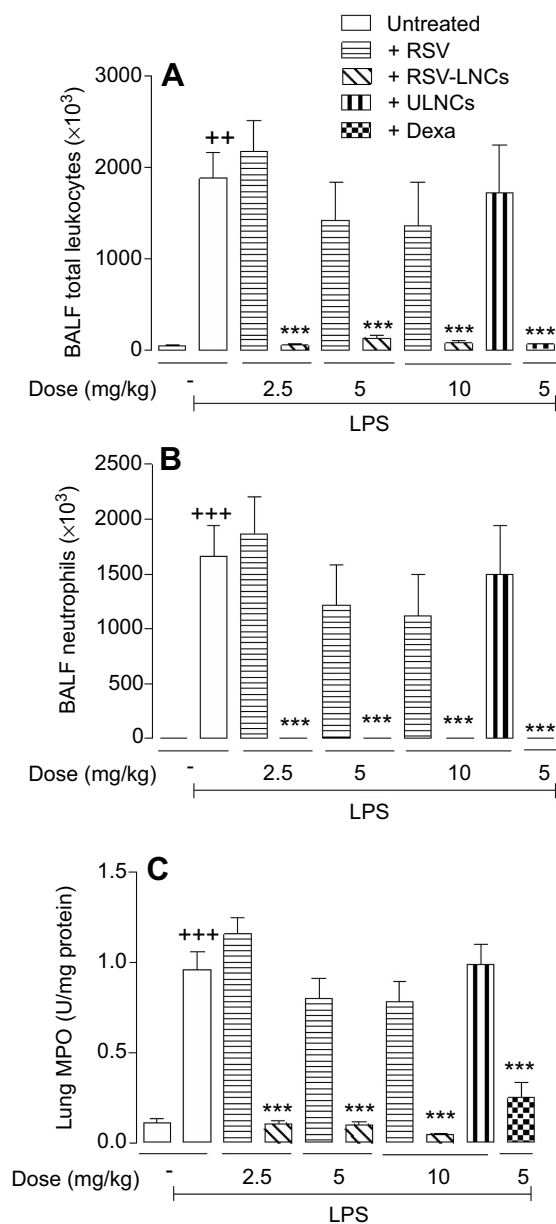 Untreated
+ RSV
+ RSV-LNCs
+ ULNCs
+ Dexa
A
BALF total leukocytes (×10³)
3000
2000
1000
0
++
*** *** *** ***
Dose (mg/kg) - 2.5 5 10 5
LPS
B
BALF neutrophils (×10³)
2500
2000
1500
1000
500
0
+++
*** *** *** ***
Dose (mg/kg) - 2.5 5 10 5
LPS
C
Lung MPO (U/mg protein)
1.5
1.0
0.5
0.0
+++
*** *** *** ***
Dose (mg/kg) - 2.5 5 10 5
LPS